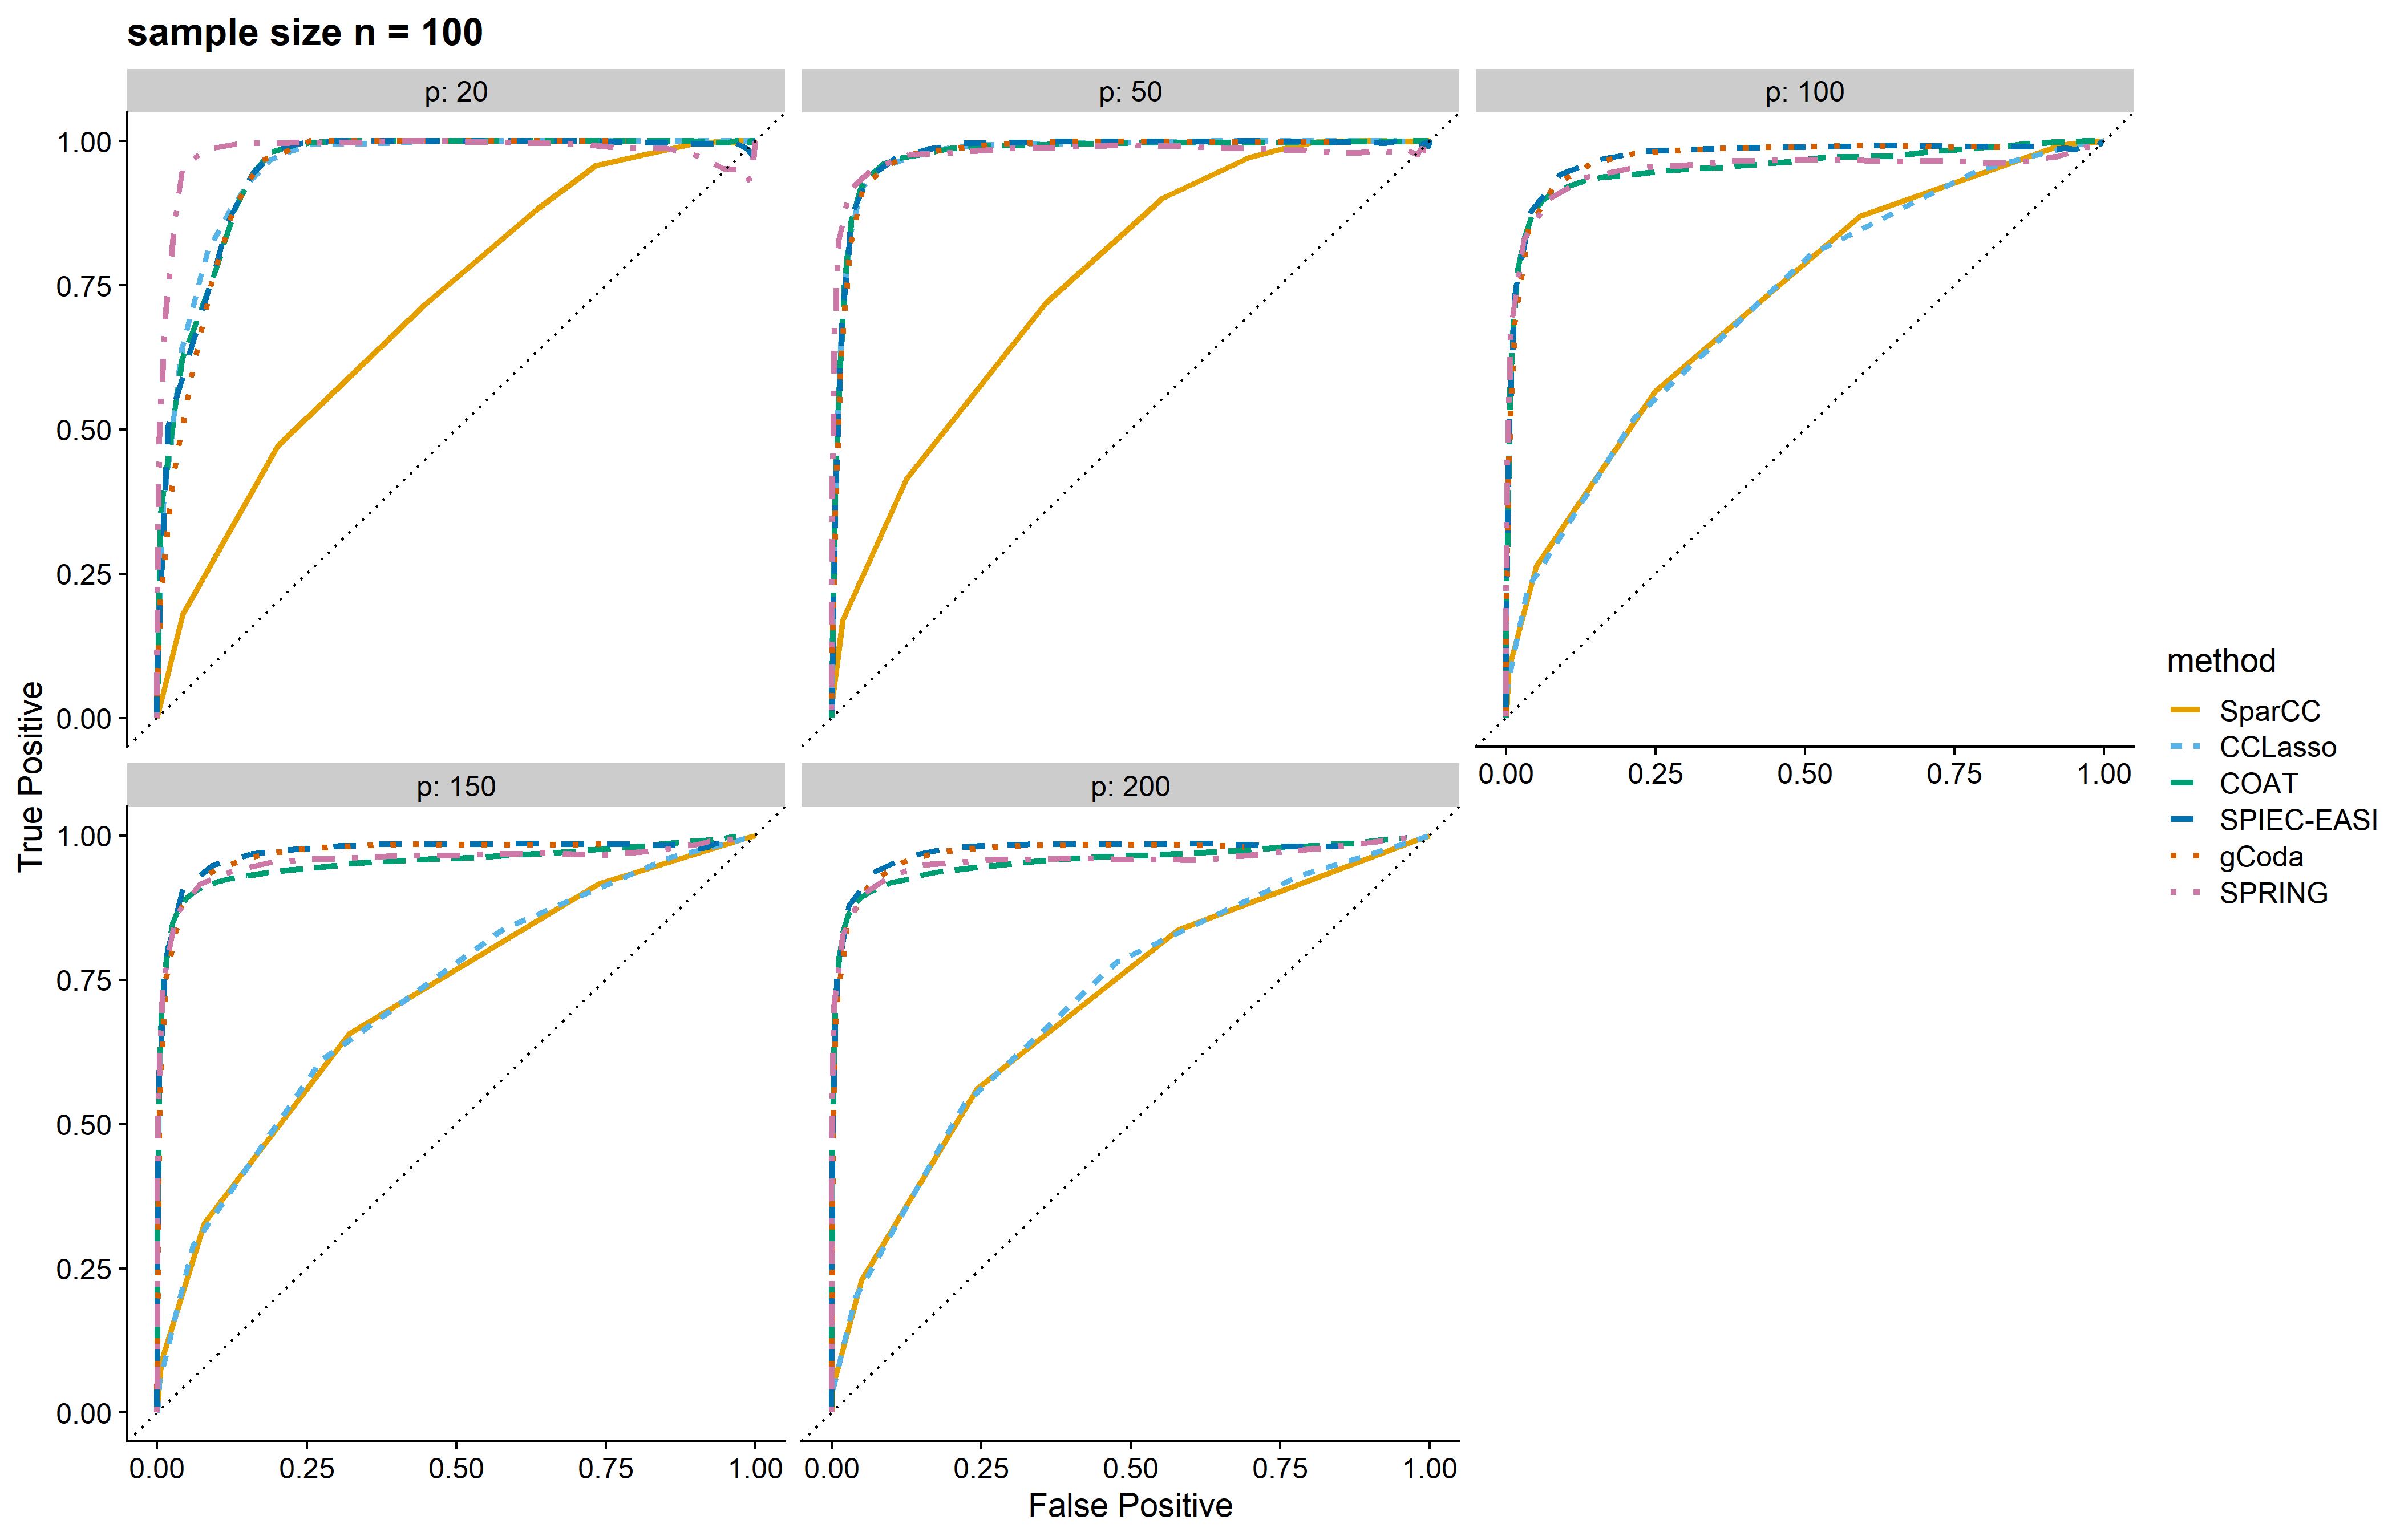 sample size n = 100
p: 20
p: 50
p: 100
1.00
0.75
0.50
0.25
0.00
0.00 0.25 0.50 0.75 1.00
p: 150
p: 200
1.00
0.75
0.50
0.25
0.00
0.00 0.25 0.50 0.75 1.00
0.00 0.25 0.50 0.75 1.00
True Positive
False Positive
method
SparCC
CCLasso
COAT
SPIEC-EASI
gCoda
SPRING